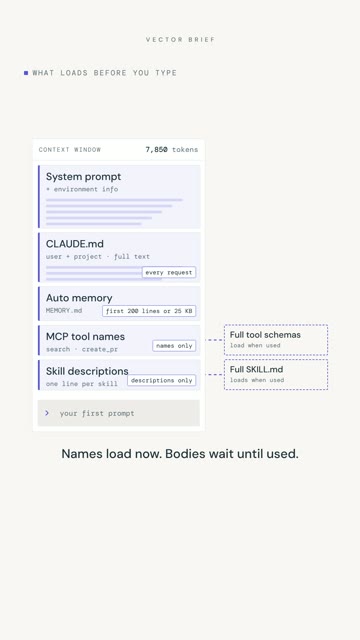 VECTOR BRIEF
WHAT LOADS BEFORE YOU TYPE
CONTEXT WINDOW 7,850 tokens
System prompt
+ environment info
CLAUDE.md
user + project · full text
every request
Auto memory
MEMORY.md first 200 lines or 25 KB
MCP tool names
search · create_pr names only
Skill descriptions
one line per skill descriptions only
Full tool schemas
load when used
Full SKILL.md
loads when used
> your first prompt
Names load now. Bodies wait until used.